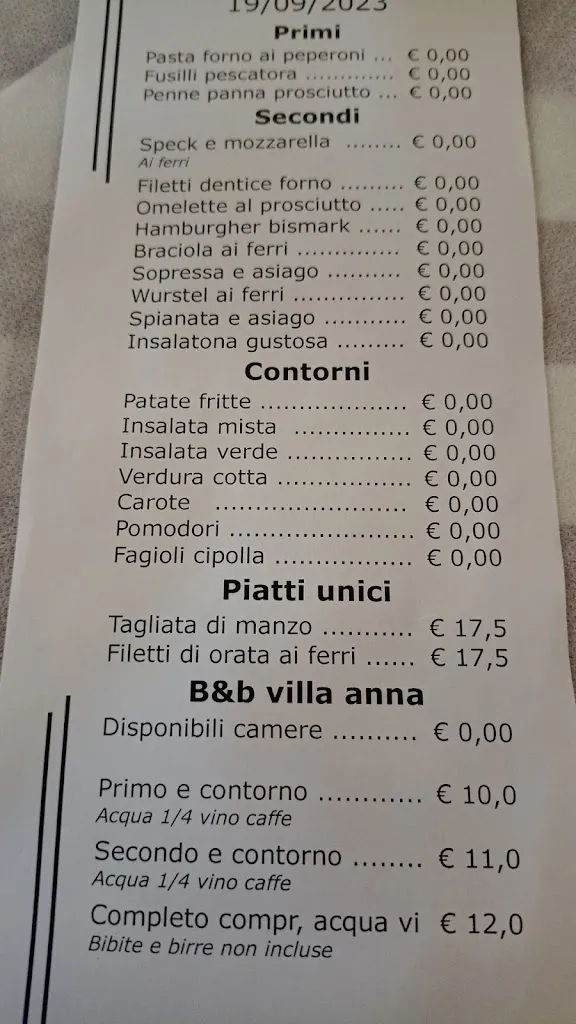 19/09/2023
Primi
Pasta forno ai peperoni ... € 0,00
Fusilli pescatora ............. € 0,00
Penne panna prosciutto ... € 0,00
Secondi
Speck e mozzarella ........ € 0,00
Ai ferri
Filetti dentice forno ......... € 0,00
Omelette al prosciutto ..... € 0,00
Hamburgher bismark ...... € 0,00
Braciola ai ferri .............. € 0,00
Sopressa e asiago .......... € 0,00
Wurstel ai ferri ............... € 0,00
Spianata e asiago ........... € 0,00
Insalatona gustosa ......... € 0,00
Contorni
Patate fritte ................... € 0,00
Insalata mista ............... € 0,00
Insalata verde ................ € 0,00
Verdura cotta ................. € 0,00
Carote ......................... € 0,00
Pomodori ........................ € 0,00
Fagioli cipolla .................. € 0,00
Piatti unici
Tagliata di manzo ........... € 17,5
Filetti di orata ai ferri ...... € 17,5
B&b villa anna
Disponibili camere .......... € 0,00
Primo e contorno ............ € 10,0
Acqua 1/4 vino caffe
Secondo e contorno ........ € 11,0
Acqua 1/4 vino caffe
Completo compr, acqua vi € 12,0
Bibite e birre non incluse